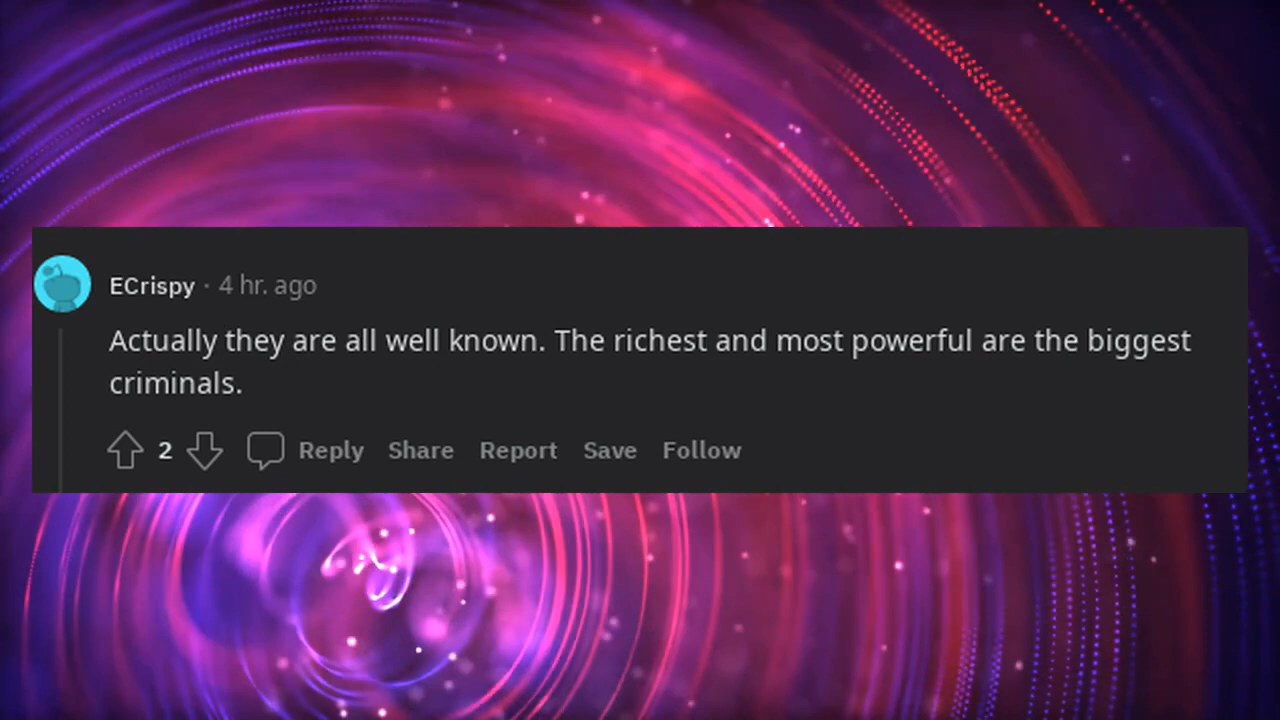 ECrispy · 4 hr. ago
Actually they are all well known. The richest and most powerful are the biggest
criminals.
2 Reply Share Report Save Follow